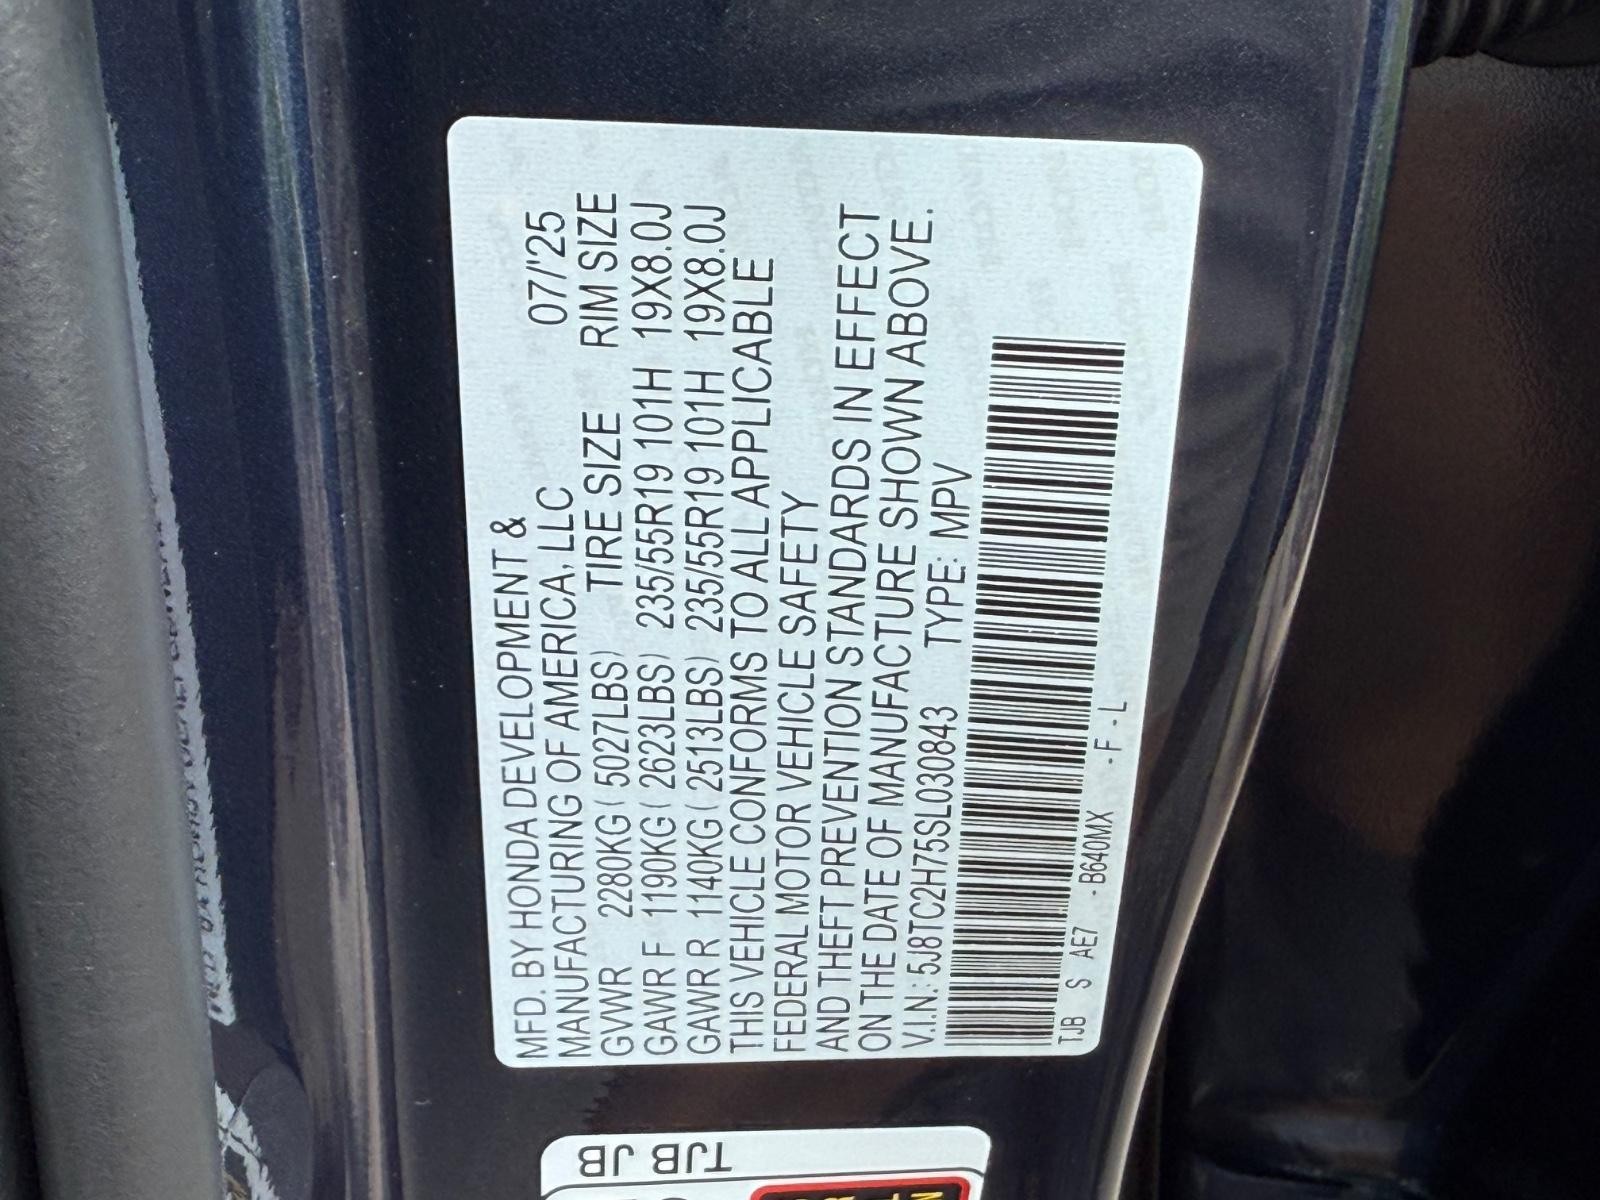 MFD. BY HONDA DEVELOPMENT &
MANUFACTURING OF AMERICA, LLC 07/'25
GVWR 2280KG ( 5027LBS) TIRE SIZE RIM SIZE
GAWR F 1190KG ( 2623LBS) 235/55R19 101H 19X8.0J
GAWR R 1140KG ( 2513LBS) 235/55R19 101H 19X8.0J
THIS VEHICLE CONFORMS TO ALL APPLICABLE
FEDERAL MOTOR VEHICLE SAFETY
AND THEFT PREVENTION STANDARDS IN EFFECT
ON THE DATE OF MANUFACTURE SHOWN ABOVE.
V.I.N.: 5J8TC2H75SL030843 TYPE: MPV
TJB S AE7 - B640MX - F - L
TJB JB